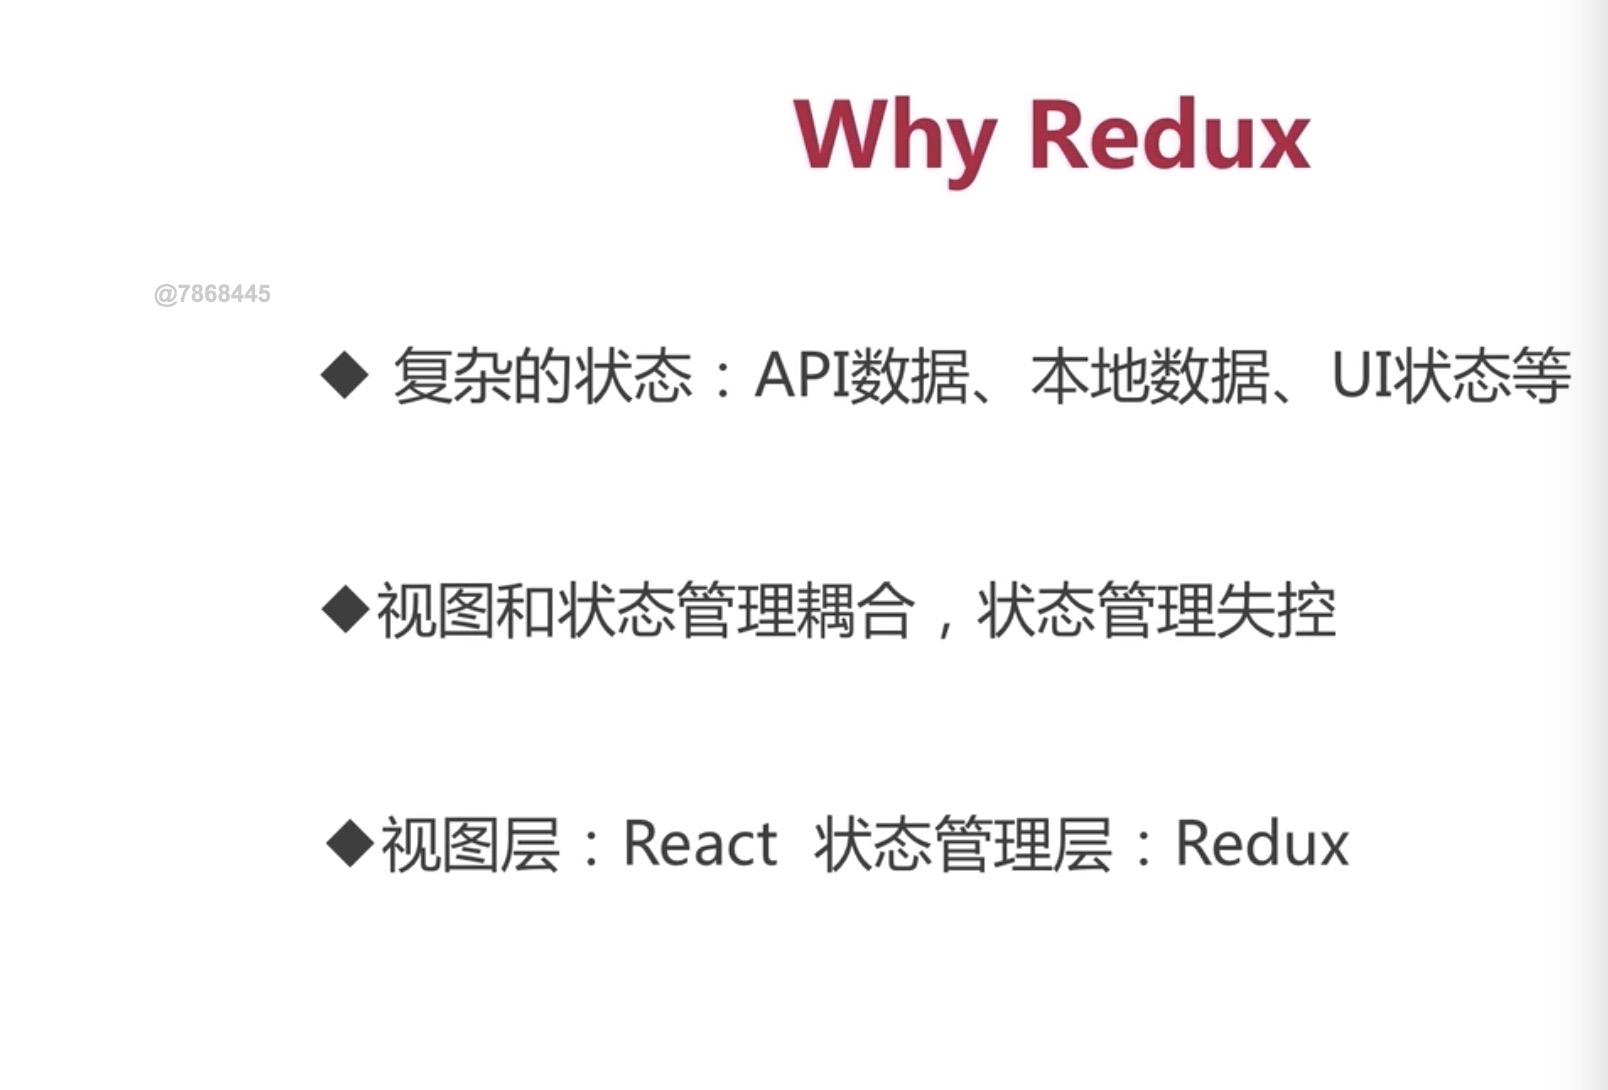 Why Redux
@7868445
◆ 复杂的状态：API数据、本地数据、UI状态等
◆视图和状态管理耦合，状态管理失控
◆视图层：React 状态管理层：Redux